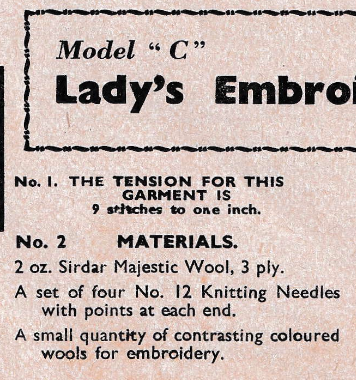 Model “ C ”
Lady's Embroi
No. 1. THE TENSION FOR THIS
GARMENT IS
9 stitches to one inch.
No. 2 MATERIALS.
2 oz. Sirdar Majestic Wool, 3 ply.
A set of four No. 12 Knitting Needles
with points at each end.
A small quantity of contrasting coloured
wools for embroidery.